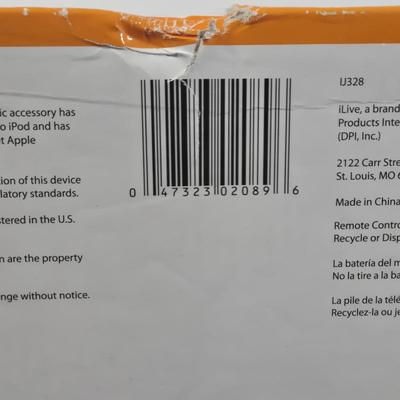 ic accessory has
o iPod and has
t Apple
tion of this device
latory standards.
stered in the U.S.
n are the property
nge without notice.
0 47323 02089 6
IJ328
iLive, a brand
Products Inte
(DPI, Inc.)
2122 Carr Stre
St. Louis, MO 6
Made in China
Remote Contro
Recycle or Disp
La batería del m
No la tire a la ba
La pile de la télé
Recyclez-la ou je